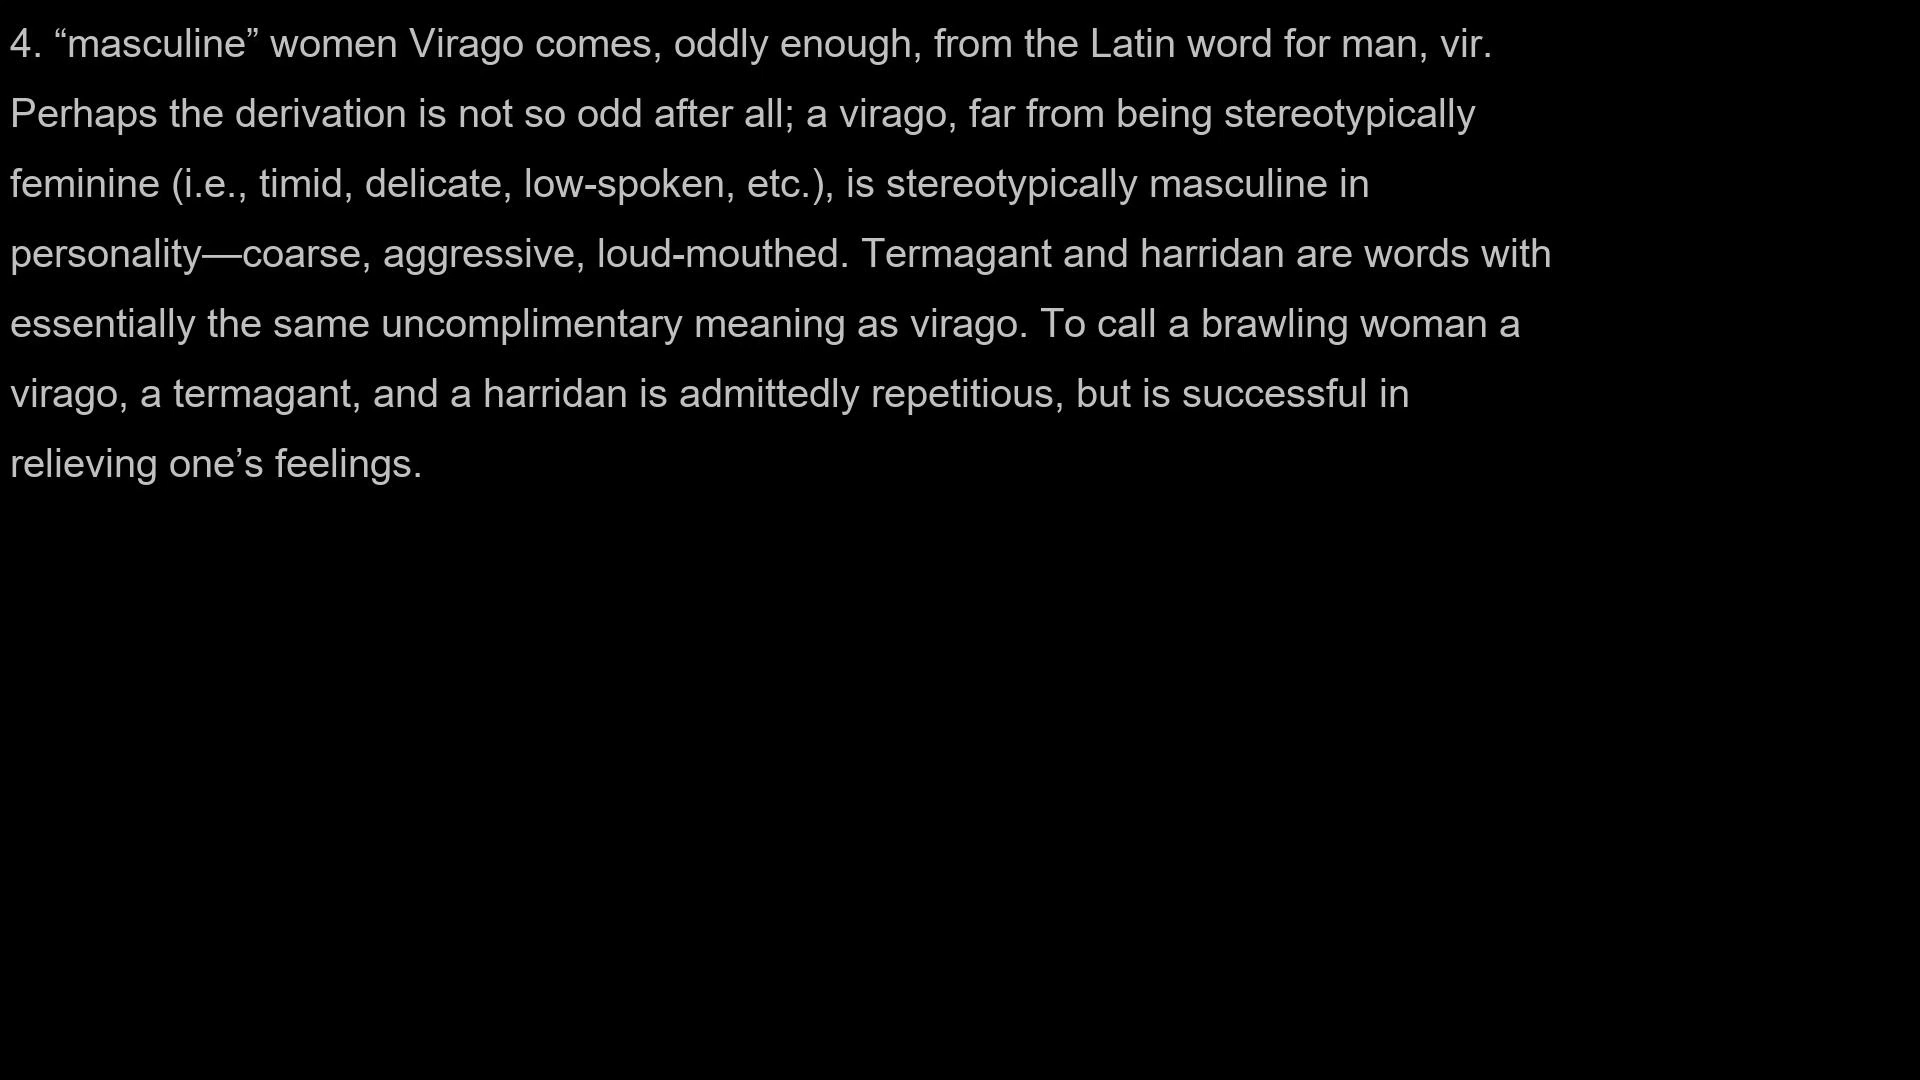 4. “masculine” women Virago comes, oddly enough, from the Latin word for man, vir.
Perhaps the derivation is not so odd after all; a virago, far from being stereotypically
feminine (i.e., timid, delicate, low-spoken, etc.), is stereotypically masculine in
personality—coarse, aggressive, loud-mouthed. Termagant and harridan are words with
essentially the same uncomplimentary meaning as virago. To call a brawling woman a
virago, a termagant, and a harridan is admittedly repetitious, but is successful in
relieving one’s feelings.